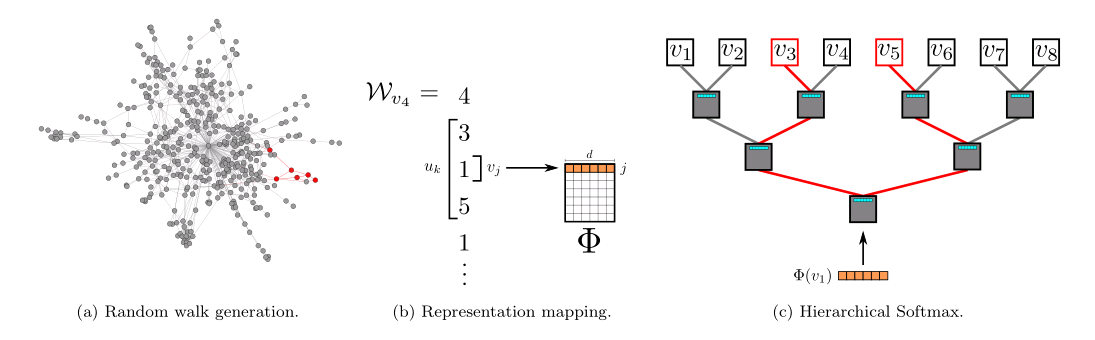 𝒲v₄ = 4
3
uₖ 1 vⱼ
5
1
⋮
d
j
Φ
v₁ v₂ v₃ v₄ v₅ v₆ v₇ v₈
Φ(v₁)
(a) Random walk generation.
(b) Representation mapping.
(c) Hierarchical Softmax.